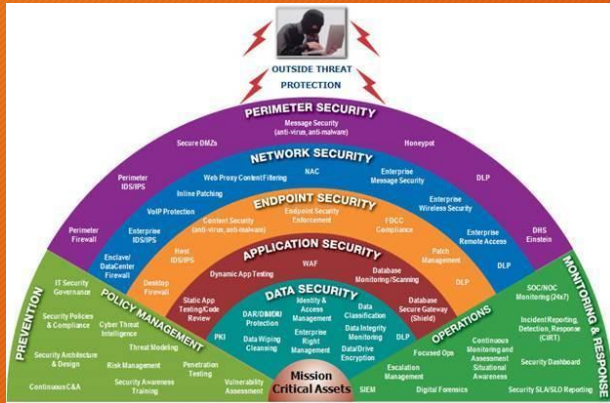 OUTSIDE THREAT
PROTECTION
PERIMETER SECURITY
Message Security
(anti-virus, anti-malware)
Secure DMZs
Honeypot
Perimeter
IDS/IPS
DLP
Perimeter
Firewall
DHS
Einstein
NETWORK SECURITY
NAC
Web Proxy Content Filtering
Enterprise
Message Security
Inline Patching
Enterprise
Wireless Security
VoIP Protection
Enterprise
IDS/IPS
Enterprise
Remote Access
Enclave/
DataCenter
Firewall
DLP
ENDPOINT SECURITY
Endpoint Security
Enforcement
Content Security
(anti-virus, anti-malware)
FDCC
Compliance
Host
IDS/IPS
Patch
Management
Desktop
Firewall
DLP
APPLICATION SECURITY
WAF
Dynamic App Testing
Database
Monitoring/Scanning
Static App
Testing/Code
Review
Database
Secure Gateway
(Shield)
DATA SECURITY
Identity &
Access
Management
Data
Classification
DAR/DIM/DIU
Protection
Enterprise
Right
Management
Data Integrity
Monitoring
PKI
Data Wiping
Cleansing
DLP
Data/Drive
Encryption
Mission
Critical Assets
PREVENTION
POLICY MANAGEMENT
IT Security
Governance
Security Policies
& Compliance
Cyber Threat
Intelligence
Threat Modeling
Security Architecture
& Design
Risk Management
Penetration
Testing
Continuous C&A
Security Awareness
Training
Vulnerability
Assessment
MONITORING & RESPONSE
OPERATIONS
SOC/NOC
Monitoring (24x7)
Incident Reporting,
Detection, Response
(CIRT)
Focused Ops
Continuous
Monitoring and
Assessment
Situational
Awareness
Security Dashboard
Escalation
Management
SIEM
Digital Forensics
Security SLA/SLO Reporting